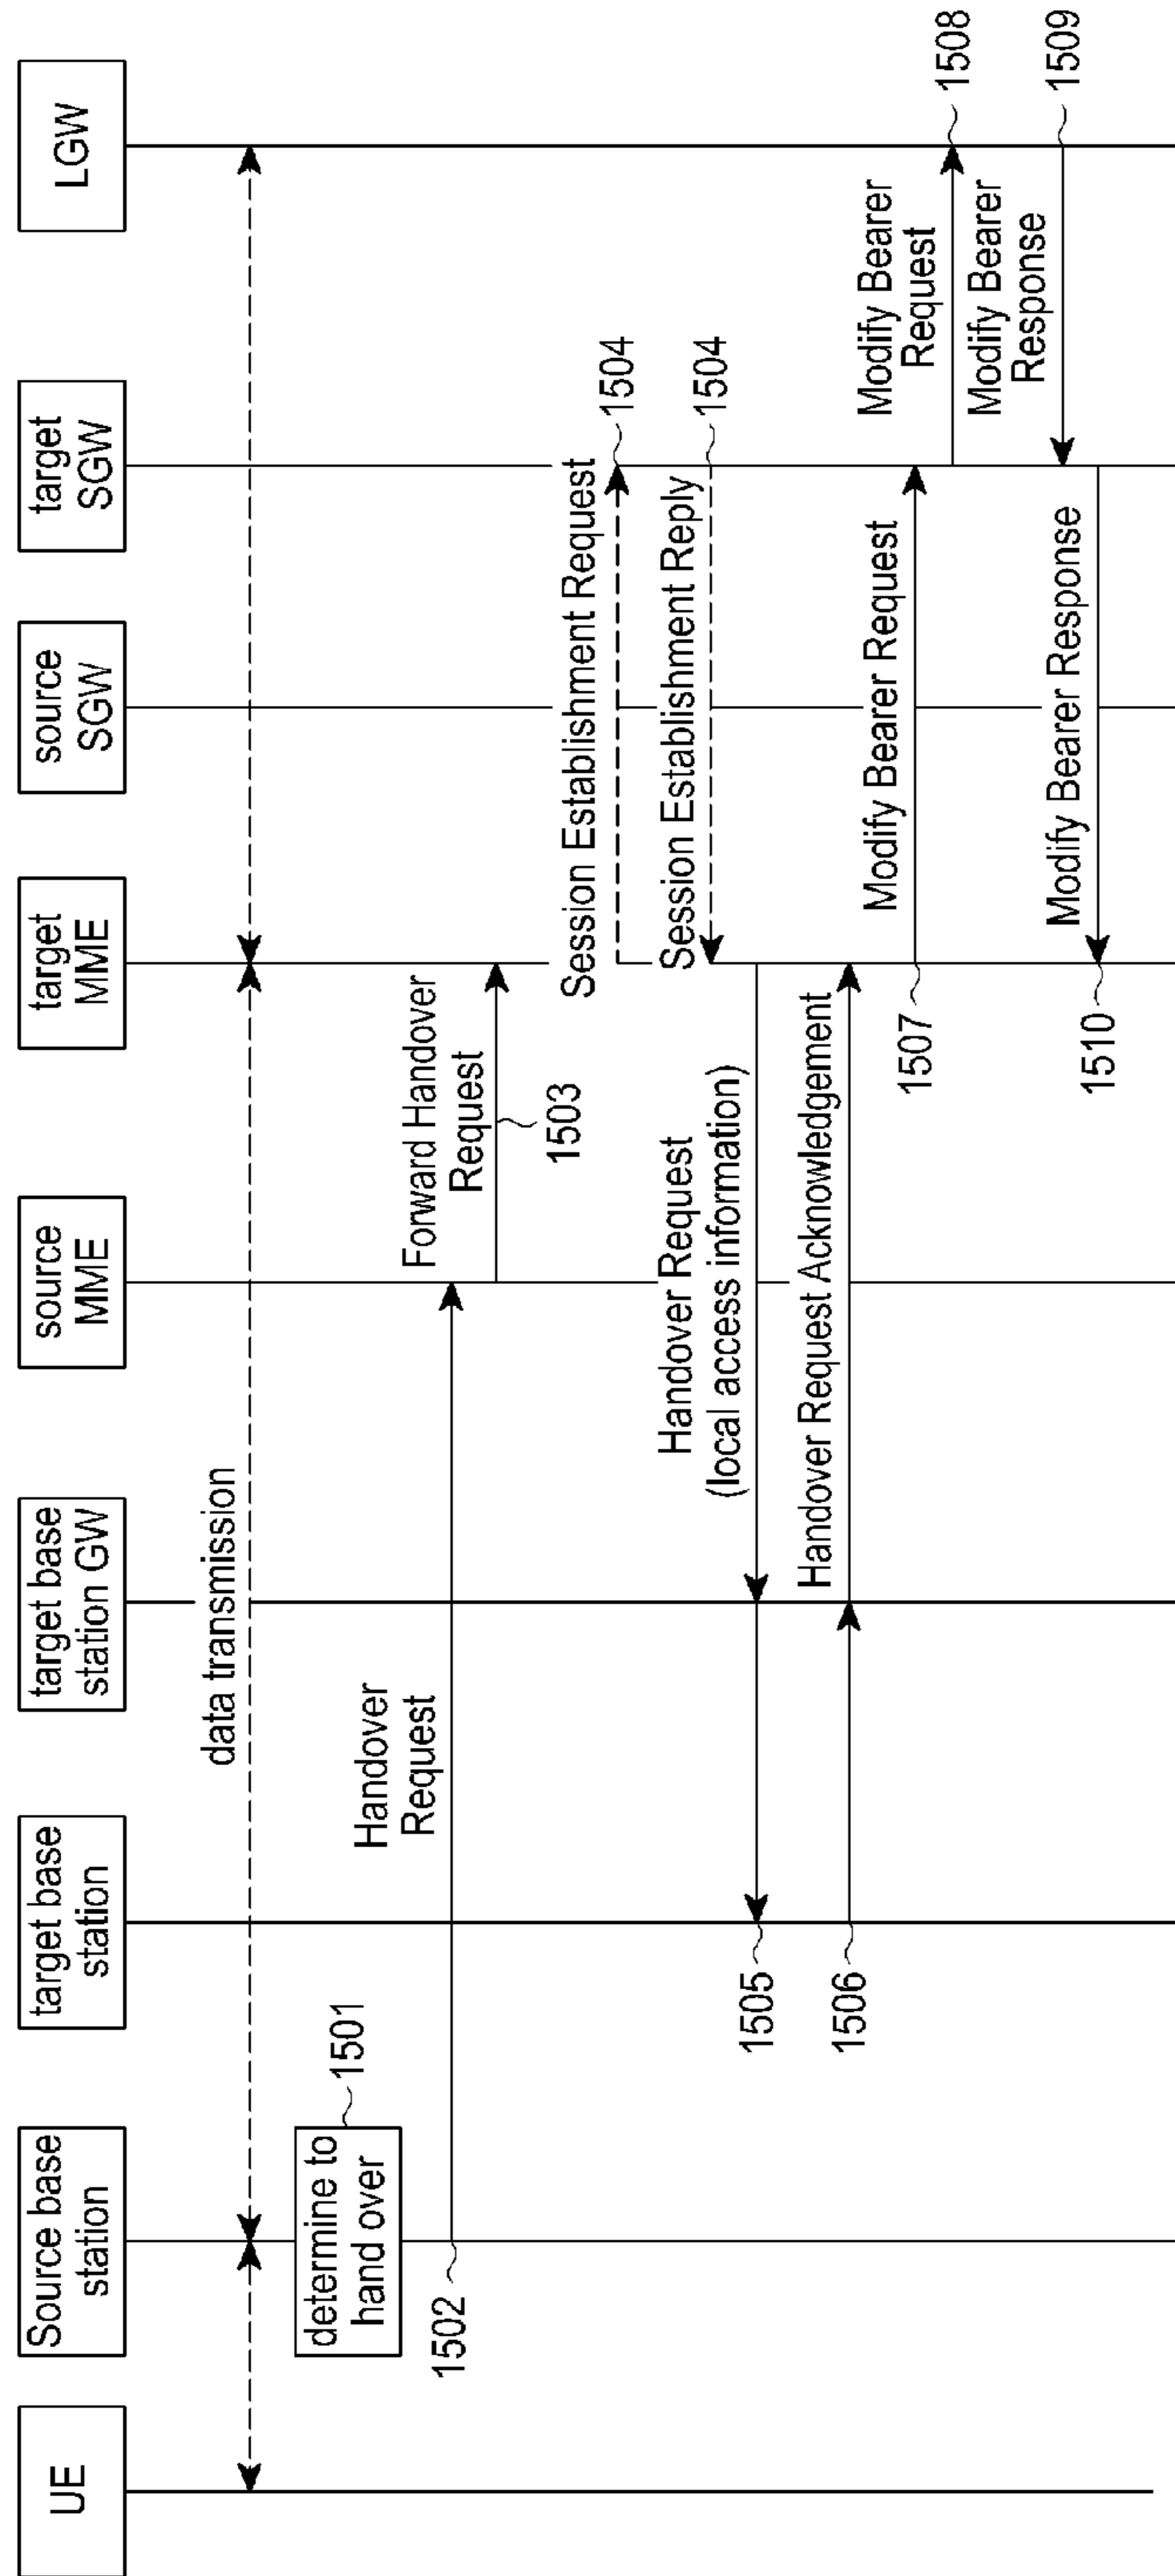 UE
Source base
station
target base
station
target base
station GW
source
MME
target
MME
source
SGW
target
SGW
LGW
data transmission
determine to
hand over
1501
Handover
Request
1502
Forward Handover
Request
1503
Session Establishment Request
1504
Session Establishment Reply
1504
Handover Request
(local access information)
1505
Handover Request Acknowledgement
1506
Modify Bearer Request
1507
Modify Bearer
Request
1508
Modify Bearer
Response
1509
Modify Bearer Response
1510